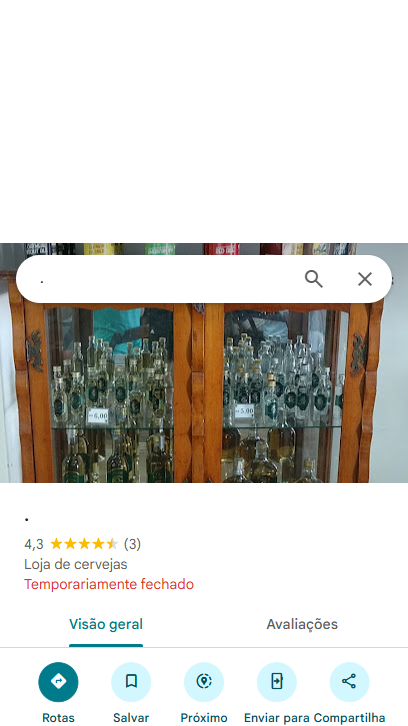 .
6,00
5,00
.
4,3 (3)
Loja de cervejas
Temporariamente fechado
Visão geral Avaliações
Rotas Salvar Próximo Enviar para Compartilha